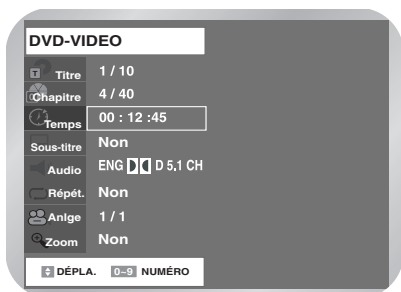 DVD-VIDEO
T Titre 1 / 10
Chapitre 4 / 40
Temps 00 : 12 :45
Sous-titre Non
Audio ENG D 5.1 CH
Répét. Non
Anlge 1 / 1
Zoom Non
DÉPLA. 0~9 NUMÉRO